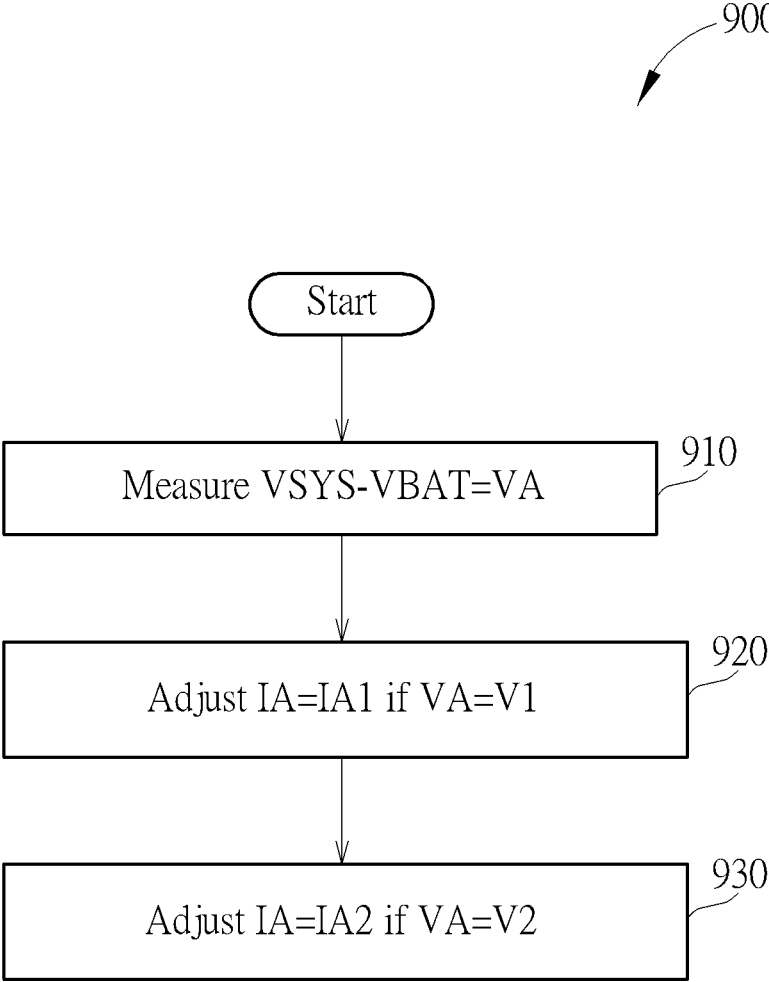 900
Start
Measure VSYS-VBAT=VA
910
Adjust IA=IA1 if VA=V1
920
Adjust IA=IA2 if VA=V2
930